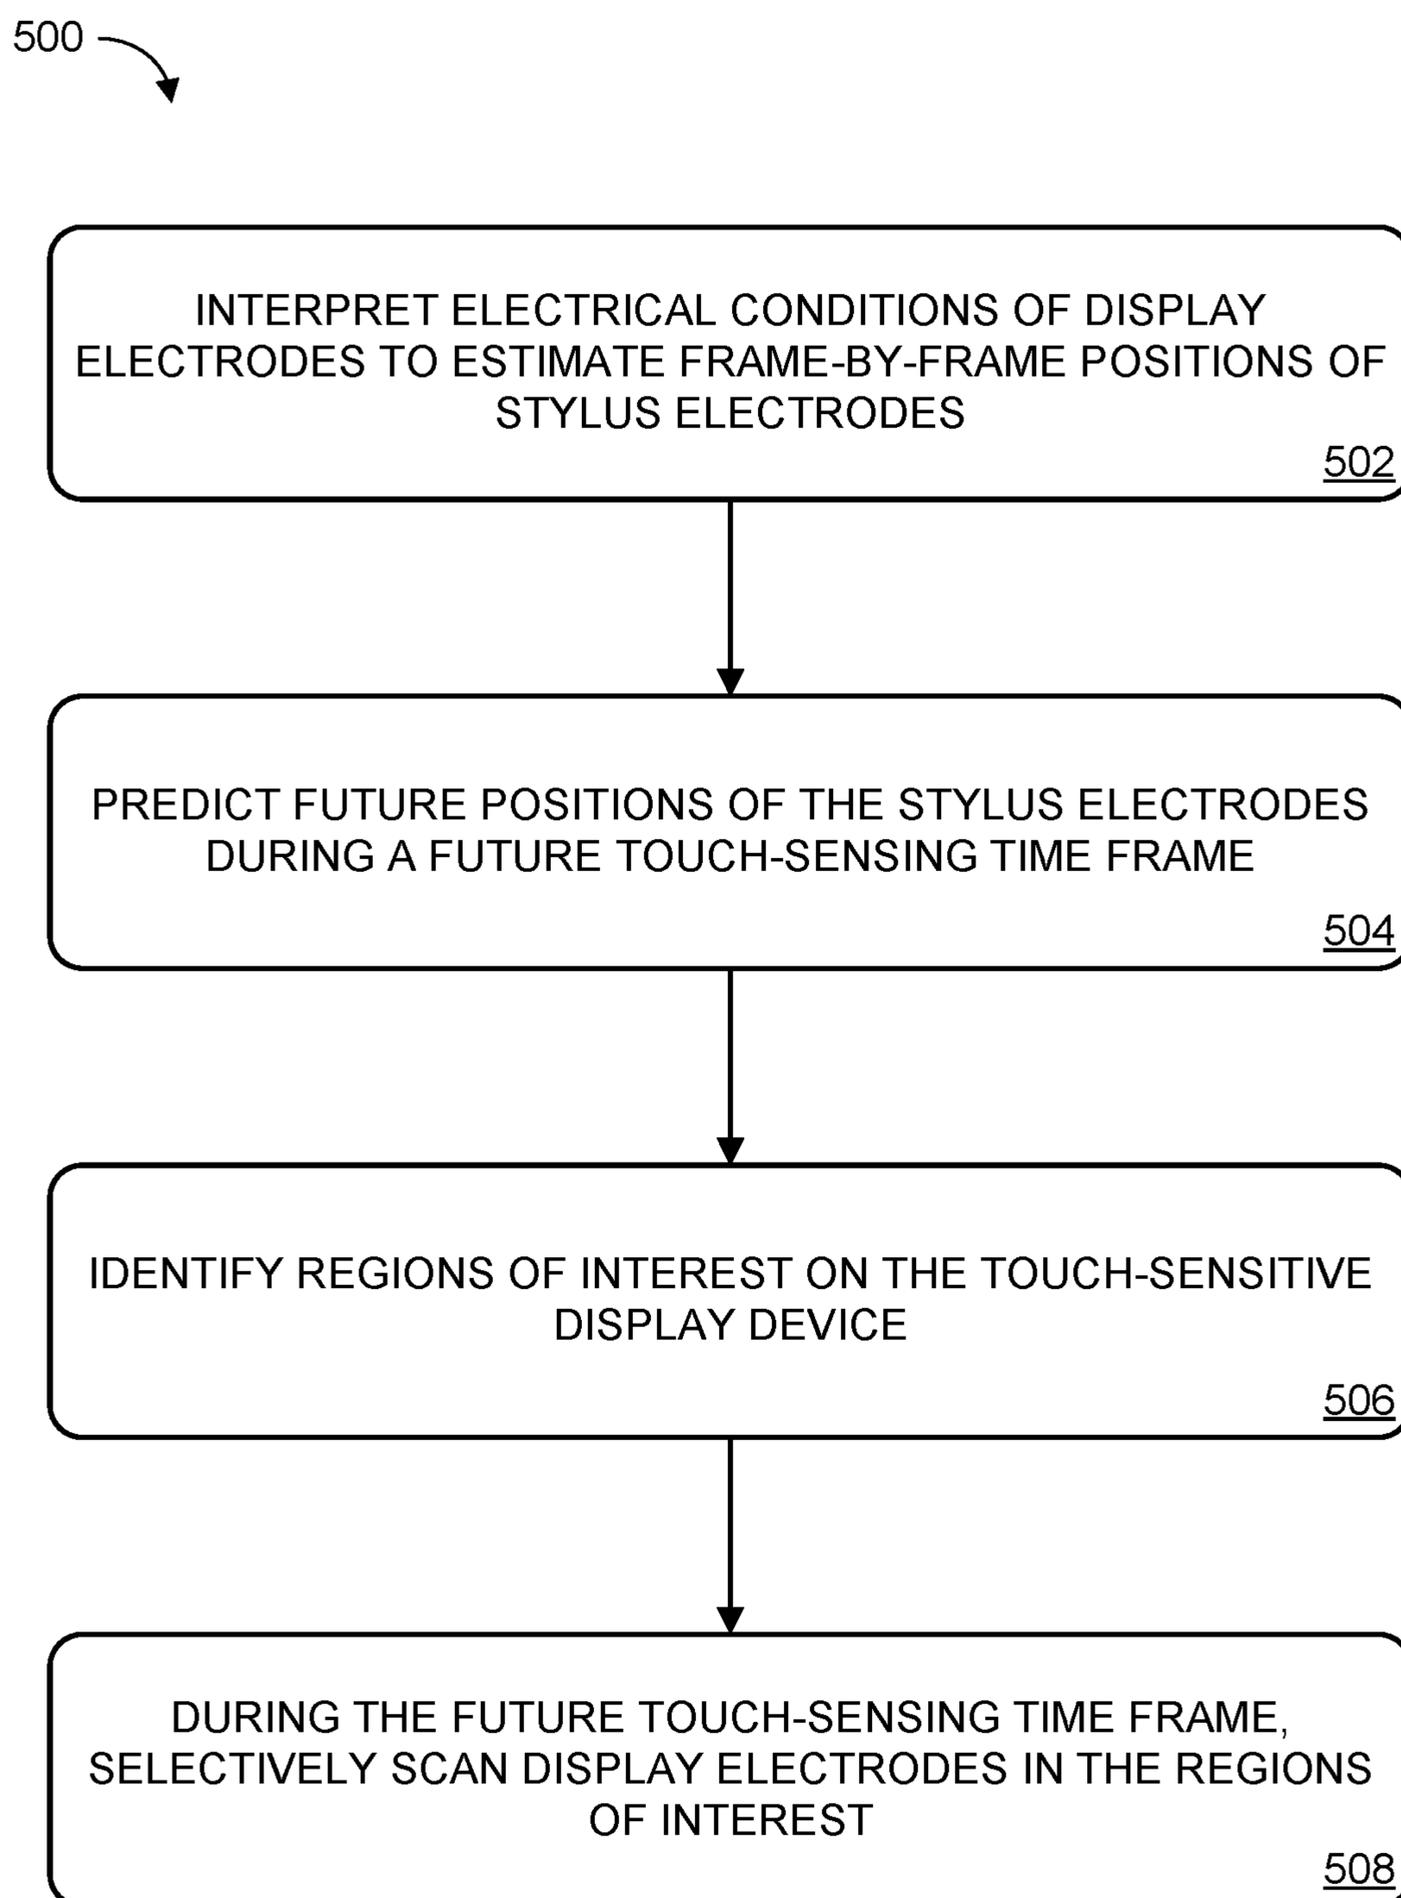 500
INTERPRET ELECTRICAL CONDITIONS OF DISPLAY
ELECTRODES TO ESTIMATE FRAME-BY-FRAME POSITIONS OF
STYLUS ELECTRODES
502
PREDICT FUTURE POSITIONS OF THE STYLUS ELECTRODES
DURING A FUTURE TOUCH-SENSING TIME FRAME
504
IDENTIFY REGIONS OF INTEREST ON THE TOUCH-SENSITIVE
DISPLAY DEVICE
506
DURING THE FUTURE TOUCH-SENSING TIME FRAME,
SELECTIVELY SCAN DISPLAY ELECTRODES IN THE REGIONS
OF INTEREST
508